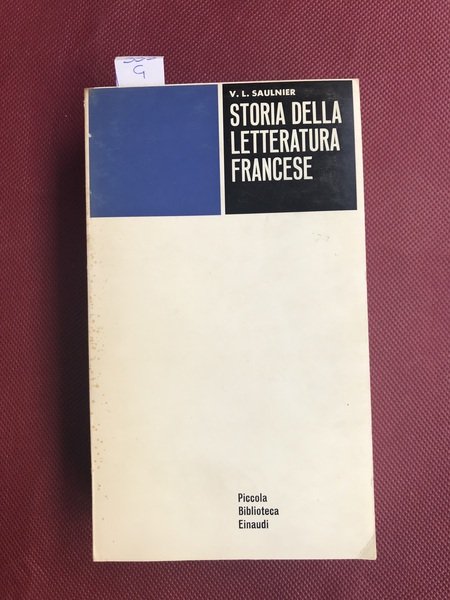 G
V. L. SAULNIER
STORIA DELLA
LETTERATURA
FRANCESE
Piccola
Biblioteca
Einaudi